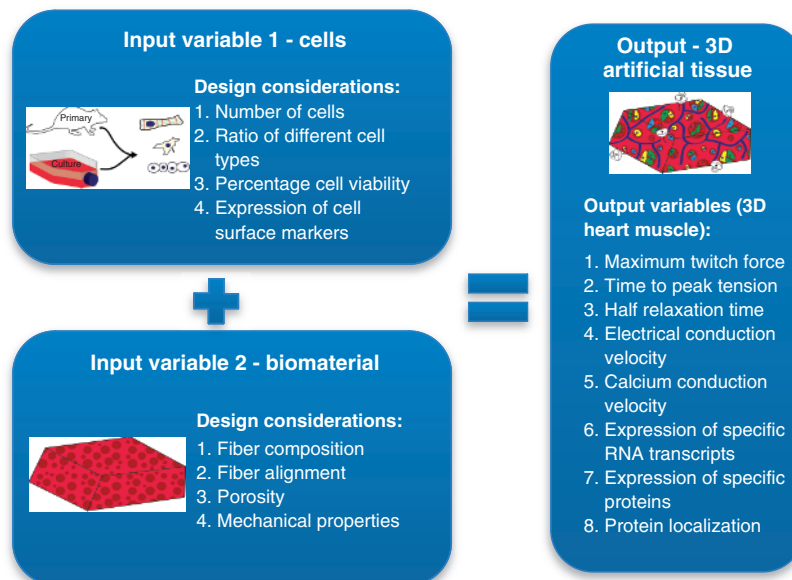 Input variable 1 - cells
Primary
Culture
Design considerations:
1. Number of cells
2. Ratio of different cell
types
3. Percentage cell viability
4. Expression of cell
surface markers
Input variable 2 - biomaterial
Design considerations:
1. Fiber composition
2. Fiber alignment
3. Porosity
4. Mechanical properties
Output - 3D
artificial tissue
Output variables (3D
heart muscle):
1. Maximum twitch force
2. Time to peak tension
3. Half relaxation time
4. Electrical conduction
velocity
5. Calcium conduction
velocity
6. Expression of specific
RNA transcripts
7. Expression of specific
proteins
8. Protein localization